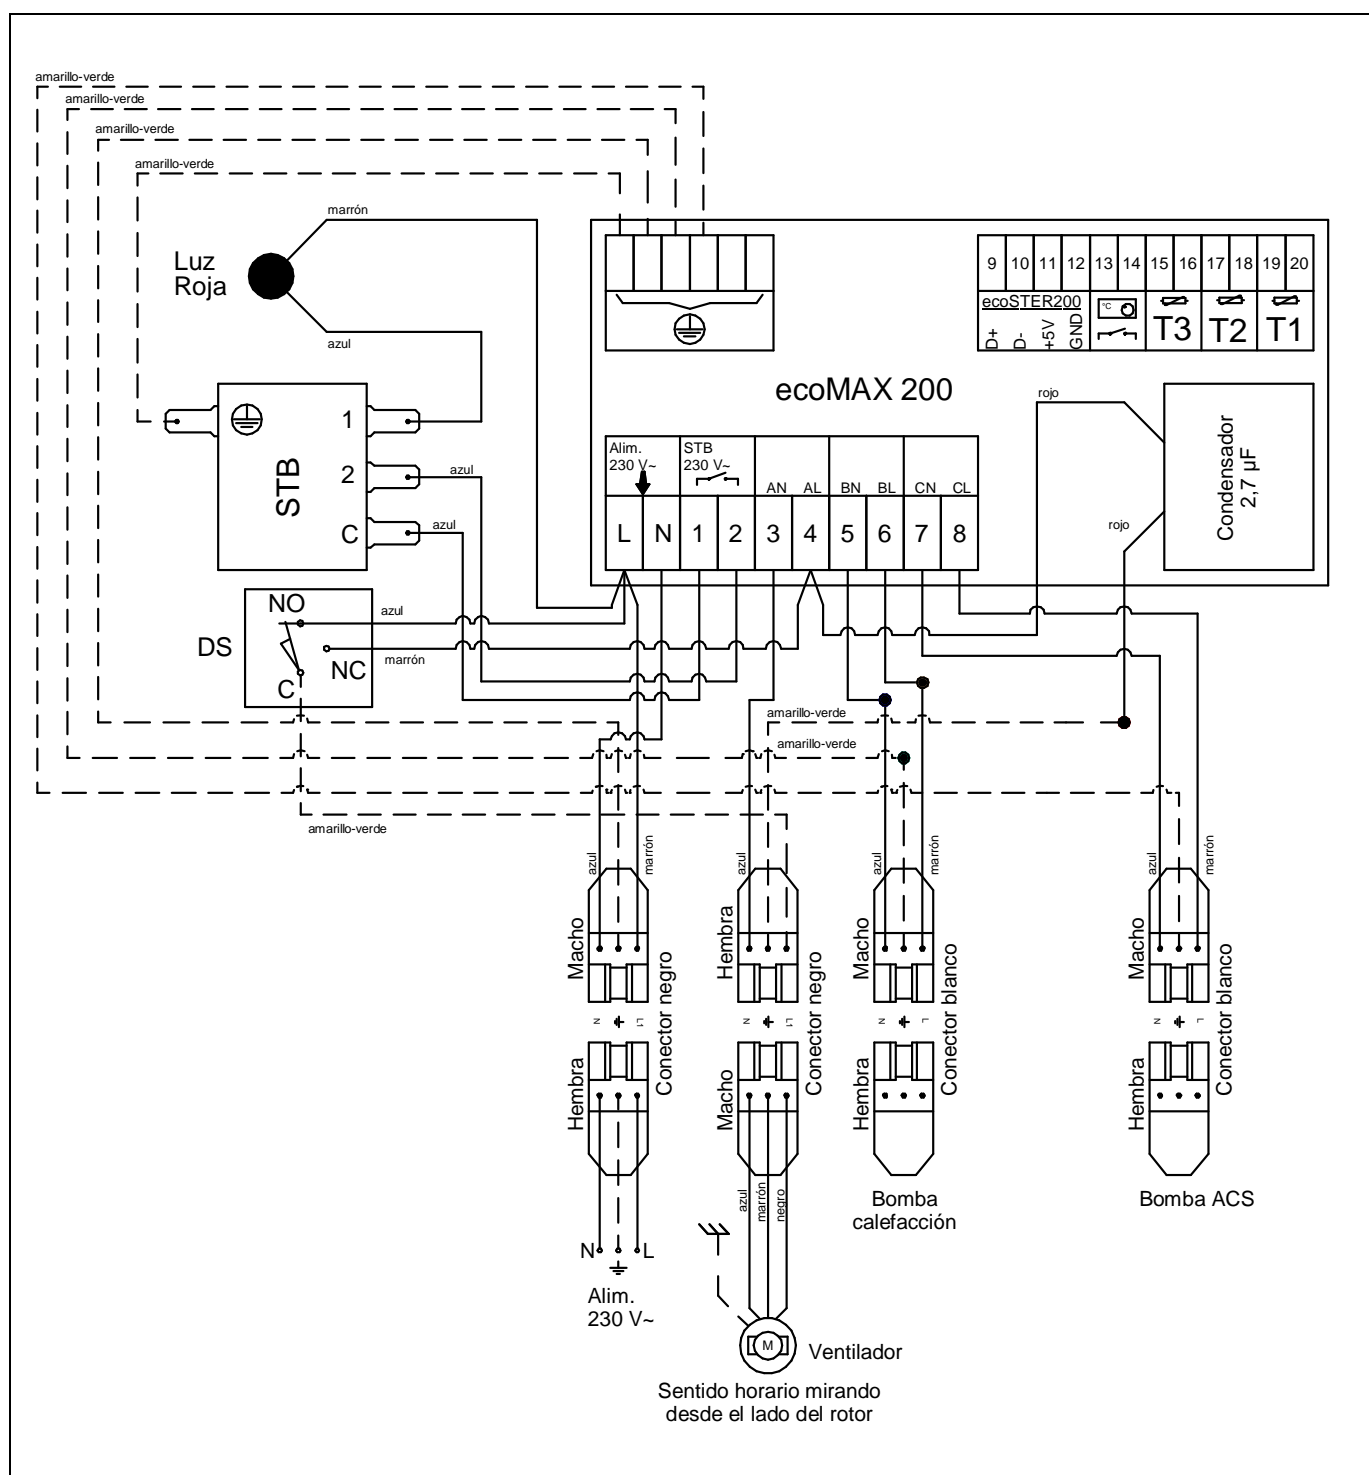 amarillo-verde
amarillo-verde
amarillo-verde
amarillo-verde
marrón
Luz
Roja
azul
9 10 11 12 13 14 15 16 17 18 19 20
ecoSTER200
D+
D-
+5V
GND
°C
T3 T2 T1
ecoMAX 200
rojo
rojo
Condensador
2,7 µF
STB
1
2
C
azul
azul
Alim.
230 V~
STB
230 V~
AN AL BN BL CN CL
L N 1 2 3 4 5 6 7 8
DS
NO
NC
C
azul
marrón
amarillo-verde
amarillo-verde
amarillo-verde
azul
marrón
azul
azul
marrón
azul
marrón
Macho
Hembra
Macho
Macho
Conector negro
Conector negro
Conector blanco
Conector blanco
N L1
N L1
N L
N L
Hembra
Macho
Hembra
Hembra
azul
marrón
negro
N L
Alim.
230 V~
Bomba
calefacción
Bomba ACS
M
Ventilador
Sentido horario mirando
desde el lado del rotor